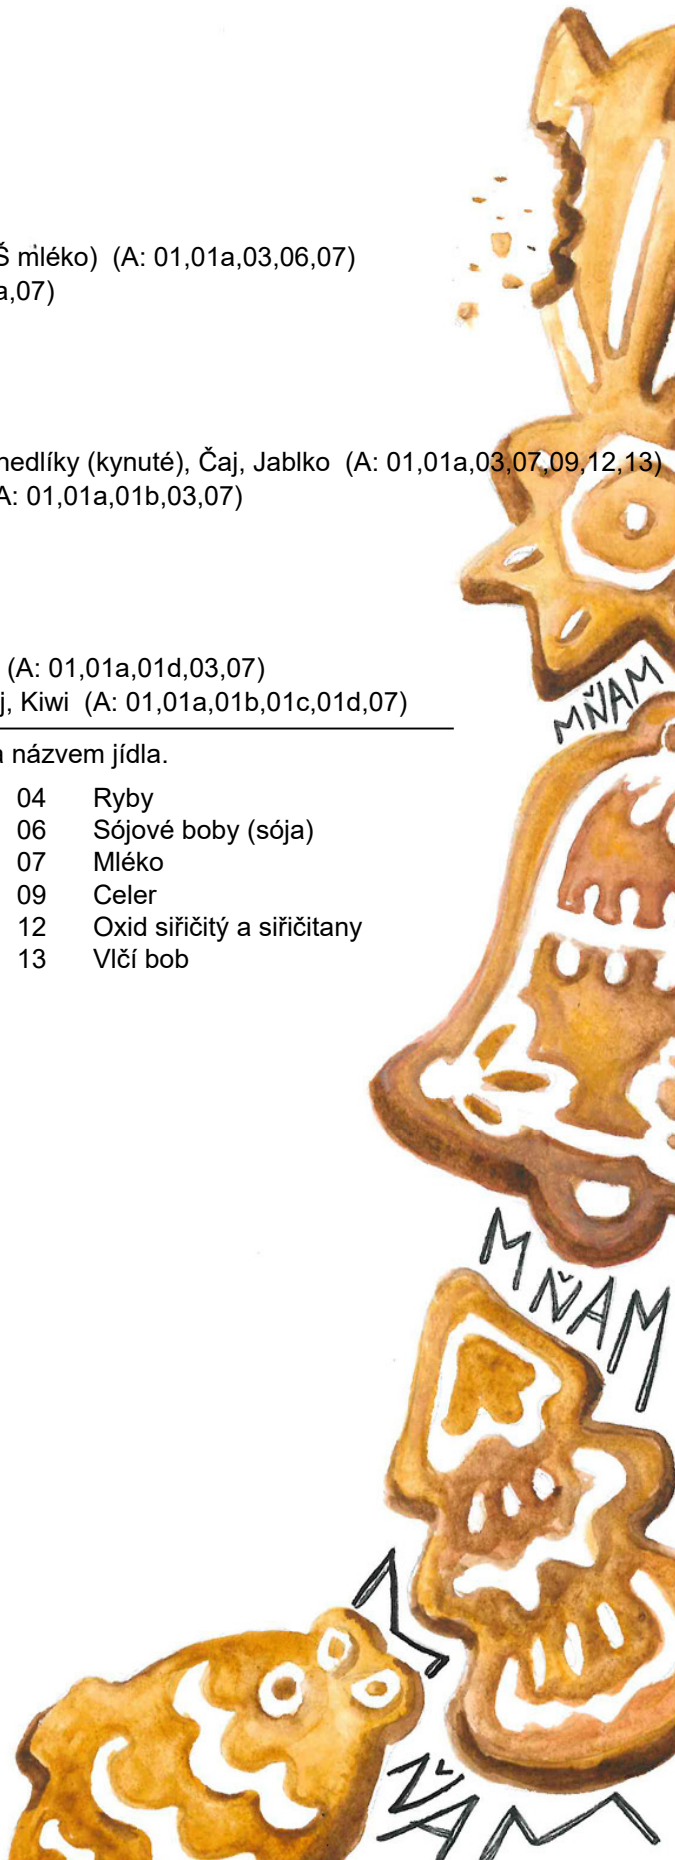 Š mléko) (A: 01,01a,03,06,07)
a,07)
nedlíky (kynuté), Čaj, Jablko (A: 01,01a,03,07,09,12,13)
A: 01,01a,01b,03,07)
(A: 01,01a,01d,03,07)
j, Kiwi (A: 01,01a,01b,01c,01d,07)
MŇAM
a názvem jídla.
04 Ryby
06 Sójové boby (sója)
07 Mléko
09 Celer
12 Oxid siřičitý a siřičitany
13 Vlčí bob
MŇAM
MŇAM